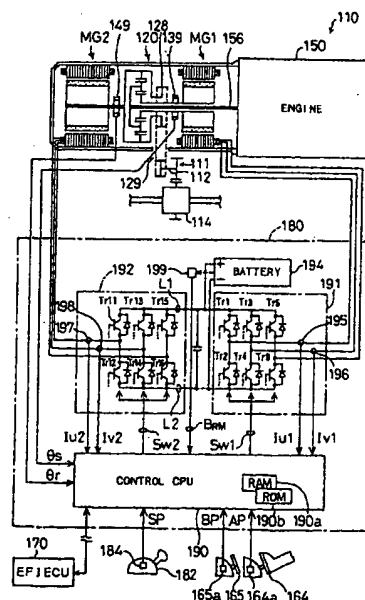 110
149 128 139 156 150
MG2 120 MG1
ENGINE
111
112
129
114
180
199
BATTERY
194
191
192
L1
Tr11 Tr13 Tr15
Tr1 Tr3 Tr5
198
197
195
196
Tr12
Tr2 Tr4
L2
Iu2 Iv2
Sw2
BRM
Sw1
Iu1 Iv1
θs
θr
CONTROL CPU
RAM
ROM
190a
190b
190
170
EFIECU
SP
BP AP
184
182
165a 165 164a 164